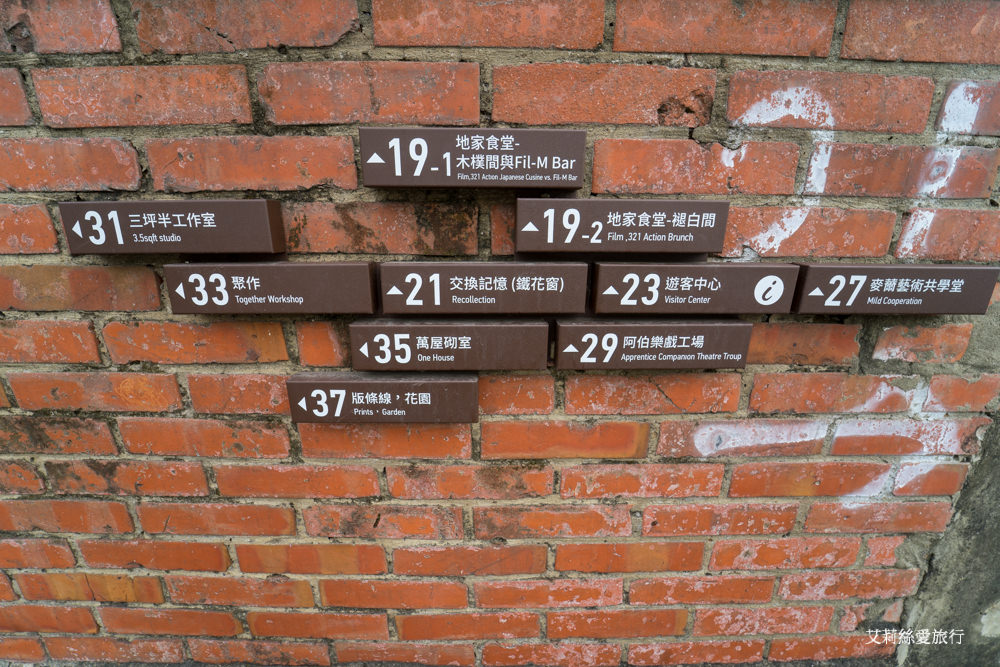 19-1 地家食堂-
木樸間與Fil-M Bar
Film,321 Action Japanese Cusine vs. Fil-M Bar
31 三坪半工作室
3.5sqft studio
19-2 地家食堂-褪白間
Film ,321 Action Brunch
33 聚作
Together Workshop
21 交換記憶 (鐵花窗)
Recollection
23 遊客中心
Visitor Center
i
27 麥蘭藝術共學堂
Mild Cooperation
35 萬屋砌室
One House
29 阿伯樂戲工場
Apprentice Companion Theatre Troup
37 版條線，花園
Prints，Garden
艾莉絲愛旅行